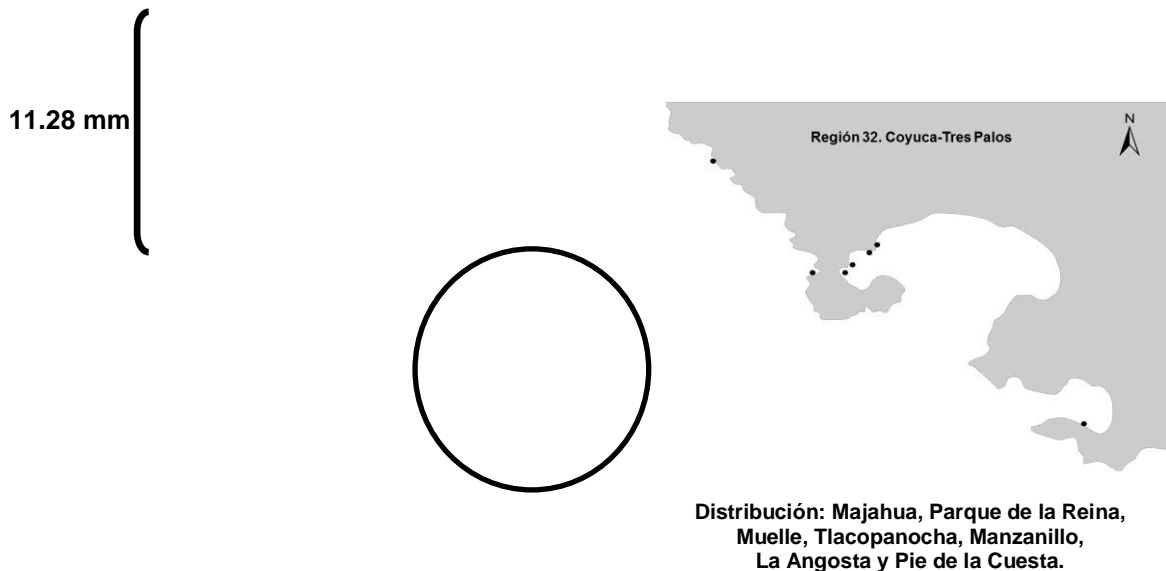 11.28 mm
Región 32. Coyuca-Tres Palos
N
Distribución: Majahua, Parque de la Reina,
Muelle, Tlacopanocha, Manzanillo,
La Angosta y Pie de la Cuesta.